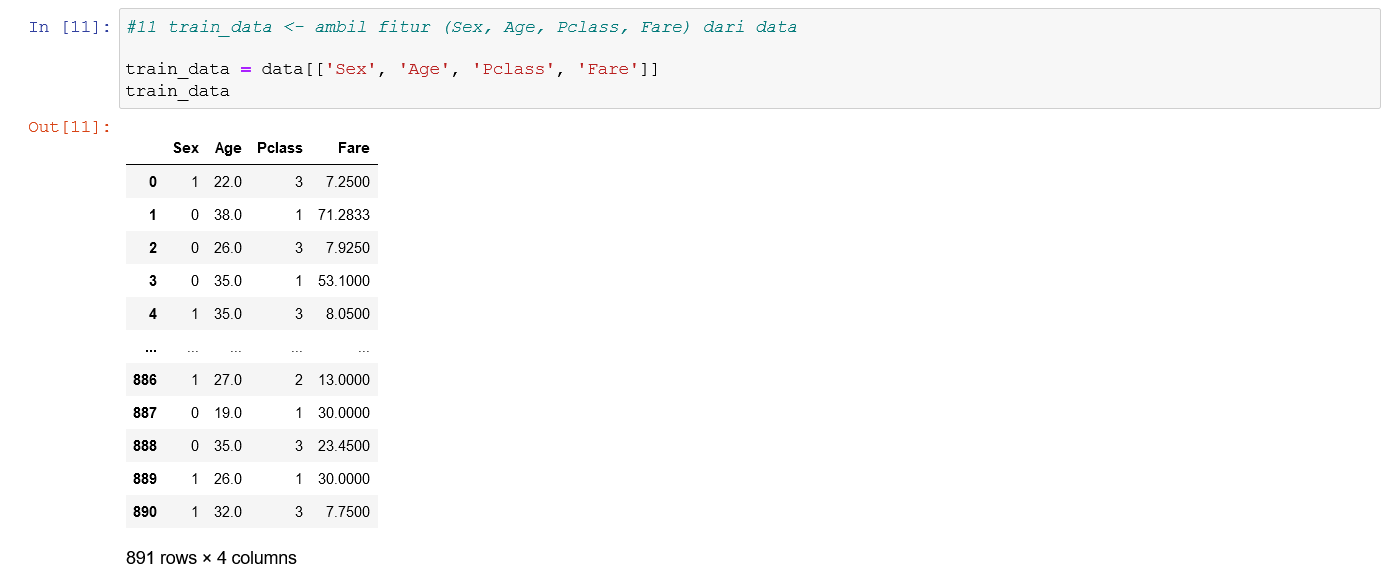 In [11]: #11 train_data <- ambil fitur (Sex, Age, Pclass, Fare) dari data
train_data = data[['Sex', 'Age', 'Pclass', 'Fare']]
train_data
Out[11]:
Sex Age Pclass Fare
0 1 22.0 3 7.2500
1 0 38.0 1 71.2833
2 0 26.0 3 7.9250
3 0 35.0 1 53.1000
4 1 35.0 3 8.0500
... ... ... ... ...
886 1 27.0 2 13.0000
887 0 19.0 1 30.0000
888 0 35.0 3 23.4500
889 1 26.0 1 30.0000
890 1 32.0 3 7.7500
891 rows × 4 columns